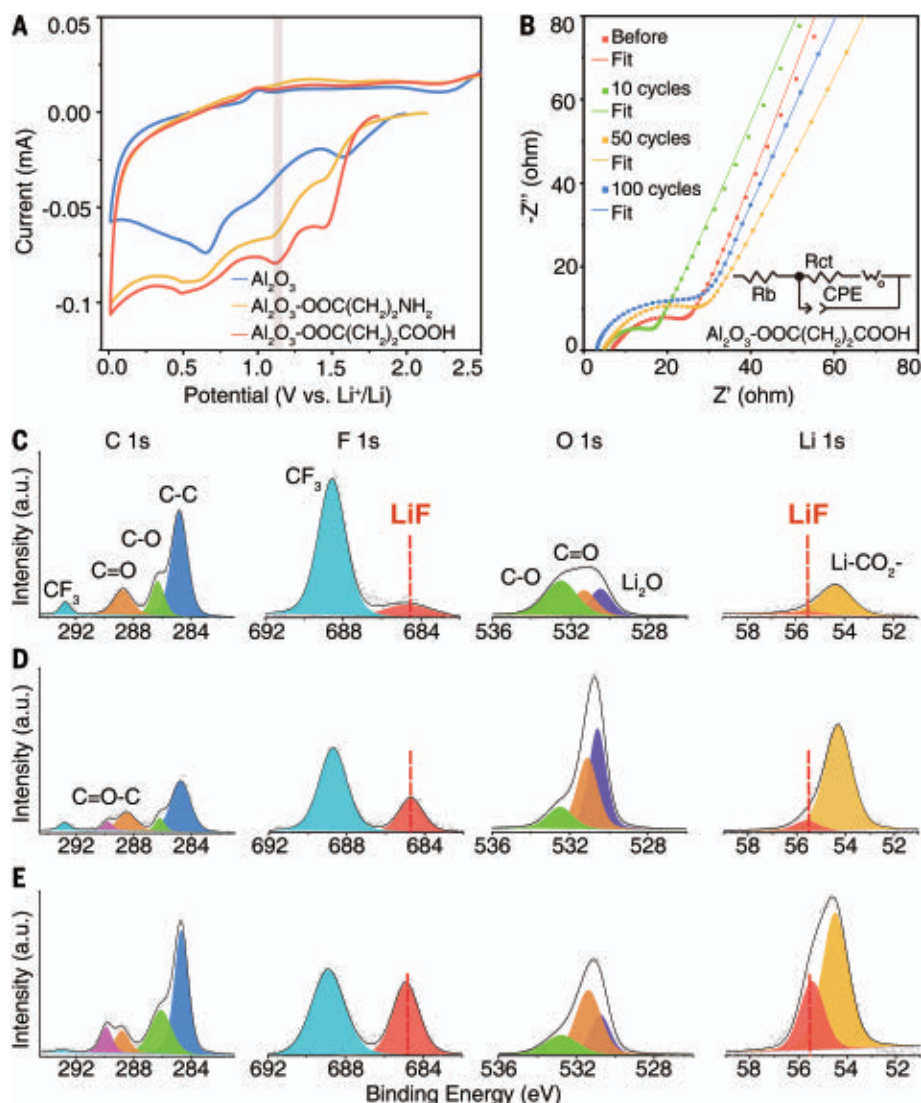 A
0.05
0.00
-0.05
-0.1
Current (mA)
Al₂O₃
Al₂O₃-OOC(CH₂)₂NH₂
Al₂O₃-OOC(CH₂)₂COOH
0.0 0.5 1.0 1.5 2.0 2.5
Potential (V vs. Li⁺/Li)
B
80
60
40
20
0
-Z'' (ohm)
Before
Fit
10 cycles
Fit
50 cycles
Fit
100 cycles
Fit
Rb
Rct
W₀
CPE
Al₂O₃-OOC(CH₂)₂COOH
0 20 40 60 80
Z' (ohm)
C
C 1s
F 1s
O 1s
Li 1s
Intensity (a.u.)
CF₃
C=O
C-O
C-C
292 288 284
CF₃
LiF
692 688 684
C-O
C=O
Li₂O
536 532 528
LiF
Li-CO₂-
58 56 54 52
D
Intensity (a.u.)
C=O-C
292 288 284
692 688 684
536 532 528
58 56 54 52
E
Intensity (a.u.)
292 288 284
692 688 684
536 532 528
58 56 54 52
Binding Energy (eV)